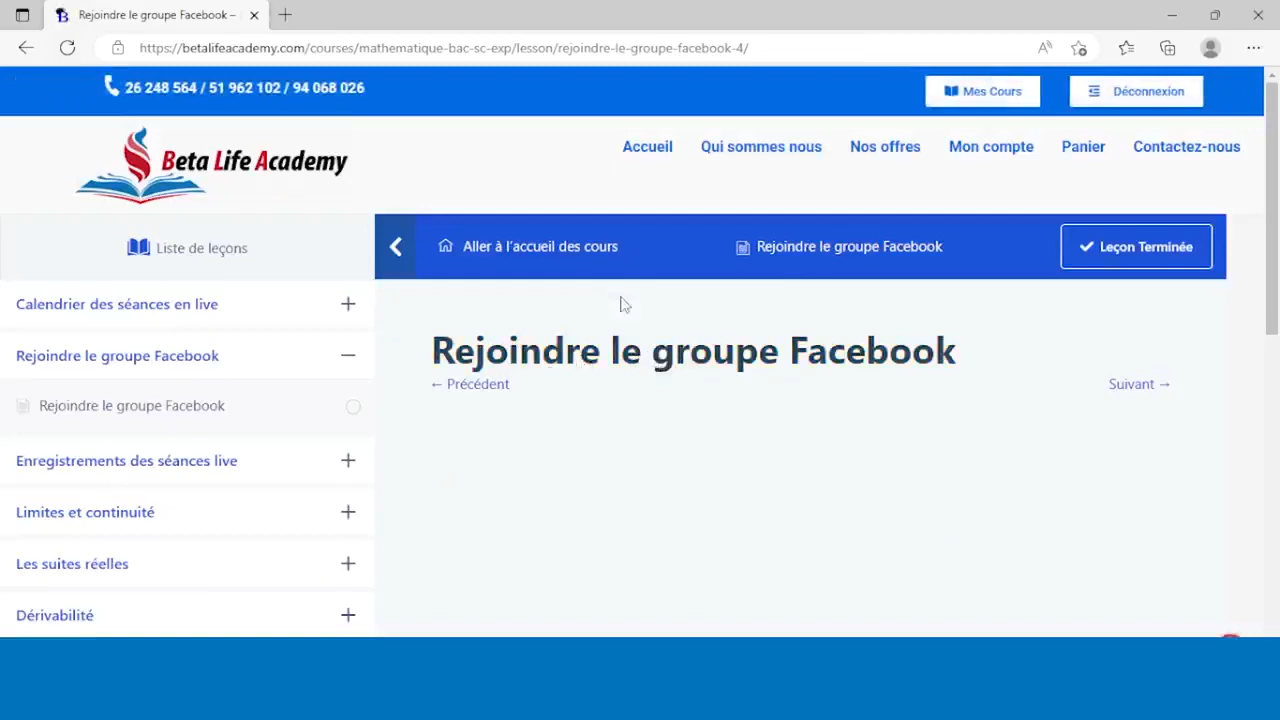 Rejoindre le groupe Facebook –
https://betalifeacademy.com/courses/mathematique-bac-sc-exp/lesson/rejoindre-le-groupe-facebook-4/
26 248 564 / 51 962 102 / 94 068 026
Mes Cours
Déconnexion
Beta Life Academy
Accueil
Qui sommes nous
Nos offres
Mon compte
Panier
Contactez-nous
Liste de leçons
Aller à l'accueil des cours
Rejoindre le groupe Facebook
Leçon Terminée
Calendrier des séances en live
Rejoindre le groupe Facebook
Rejoindre le groupe Facebook
Enregistrements des séances live
Limites et continuité
Les suites réelles
Dérivabilité
Rejoindre le groupe Facebook
← Précédent
Suivant →